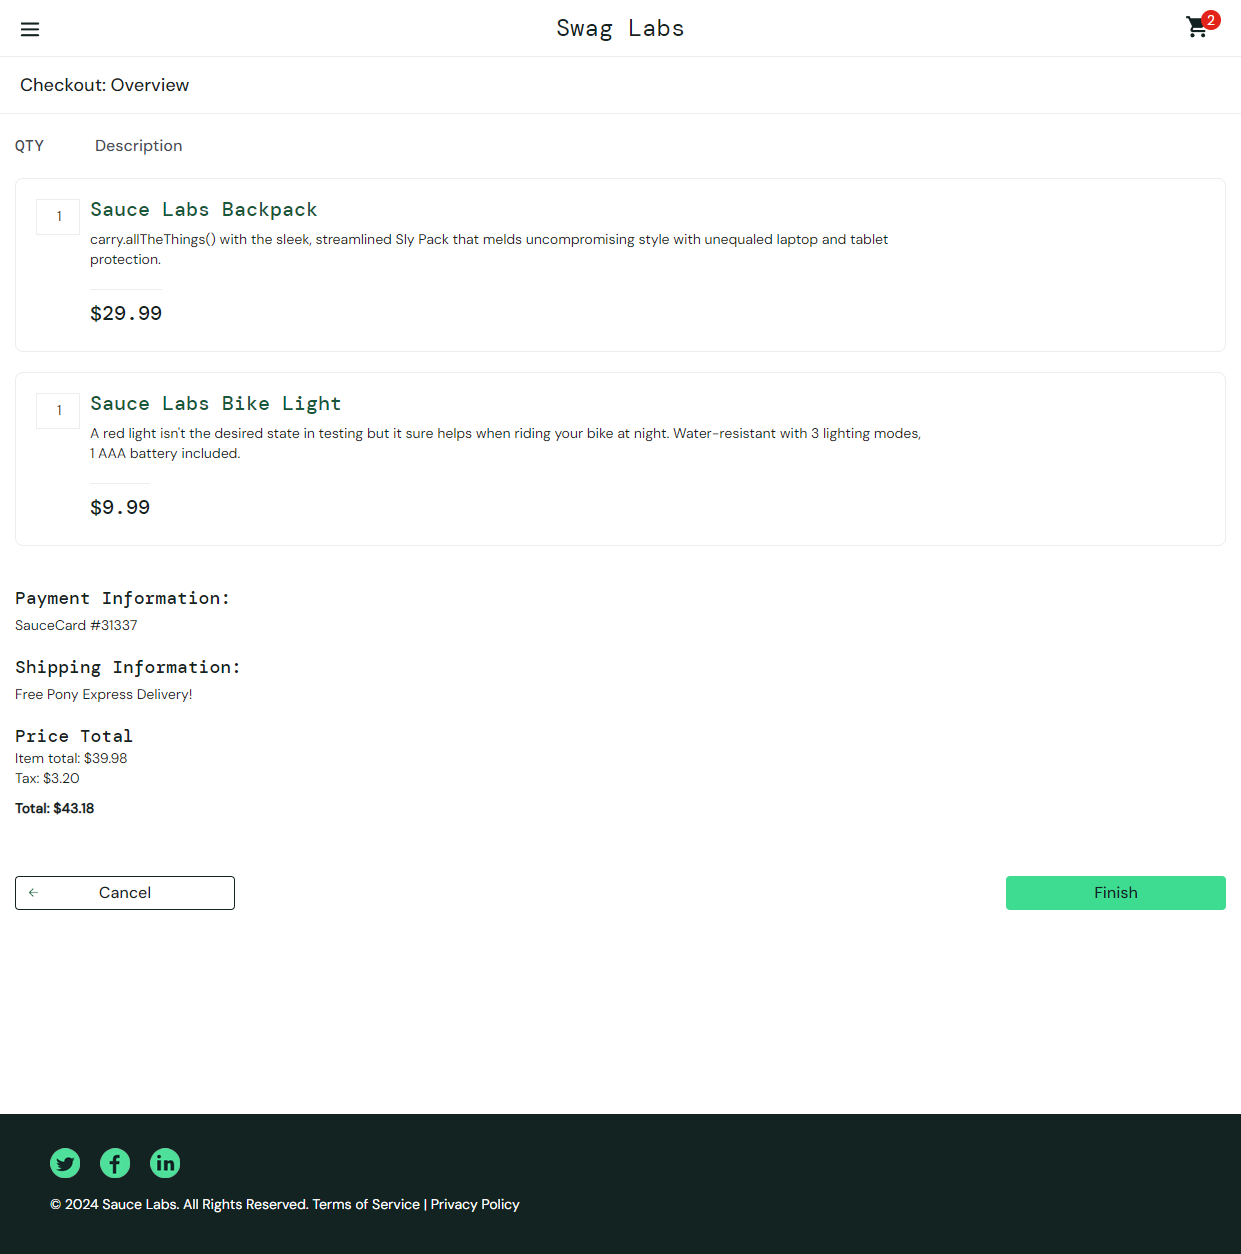 Swag Labs
2
Checkout: Overview
QTY Description
1
Sauce Labs Backpack
carry.allTheThings() with the sleek, streamlined Sly Pack that melds uncompromising style with unequaled laptop and tablet
protection.
$29.99
1
Sauce Labs Bike Light
A red light isn't the desired state in testing but it sure helps when riding your bike at night. Water-resistant with 3 lighting modes,
1 AAA battery included.
$9.99
Payment Information:
SauceCard #31337
Shipping Information:
Free Pony Express Delivery!
Price Total
Item total: $39.98
Tax: $3.20
Total: $43.18
Cancel
Finish
© 2024 Sauce Labs. All Rights Reserved. Terms of Service | Privacy Policy